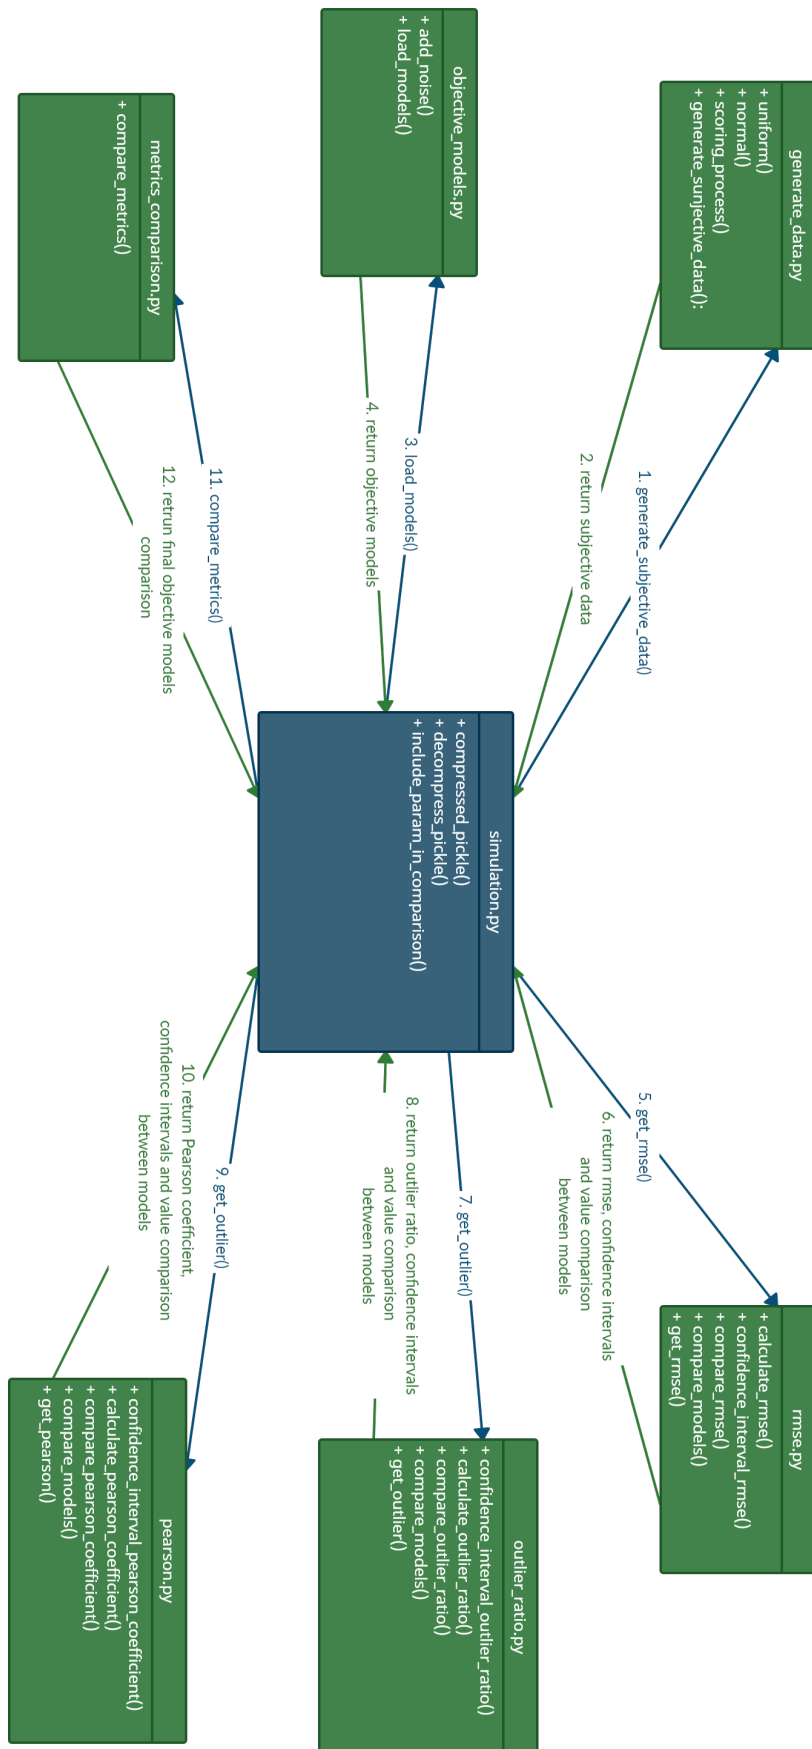 generate_data.py
+ uniform()
+ normal()
+ scoring_process()
+ generate_sunjective_data():
1. generate_subjective_data()
2. return subjective data
objective_models.py
+ add_noise()
+ load_models()
3. load_models()
4. return objective models
metrics_comparison.py
+ compare_metrics()
11. compare_metrics()
12. retrun final objective models
comparison
simulation.py
+ compressed_pickle()
+ decompress_pickle()
+ include_param_in_comparison()
5. get_rmse()
6. return rmse, confidence intervals
and value comparison
between models
7. get_outlier()
8. return outlier ratio, confidence intervals
and value comparison
between models
9. get_outlier()
10. return Pearson coefficient,
confidence intervals and value comparison
between models
rmse.py
+ calculate_rmse()
+ confidence_interval_rmse()
+ compare_rmse()
+ compare_models()
+ get_rmse()
outlier_ratio.py
+ confidence_interval_outlier_ratio()
+ calculate_outlier_ratio()
+ compare_outlier_ratio()
+ compare_models()
+ get_outlier()
pearson.py
+ confidence_interval_pearson_coefficient()
+ calculate_pearson_coefficient()
+ compare_pearson_coefficient()
+ compare_models()
+ get_pearson()